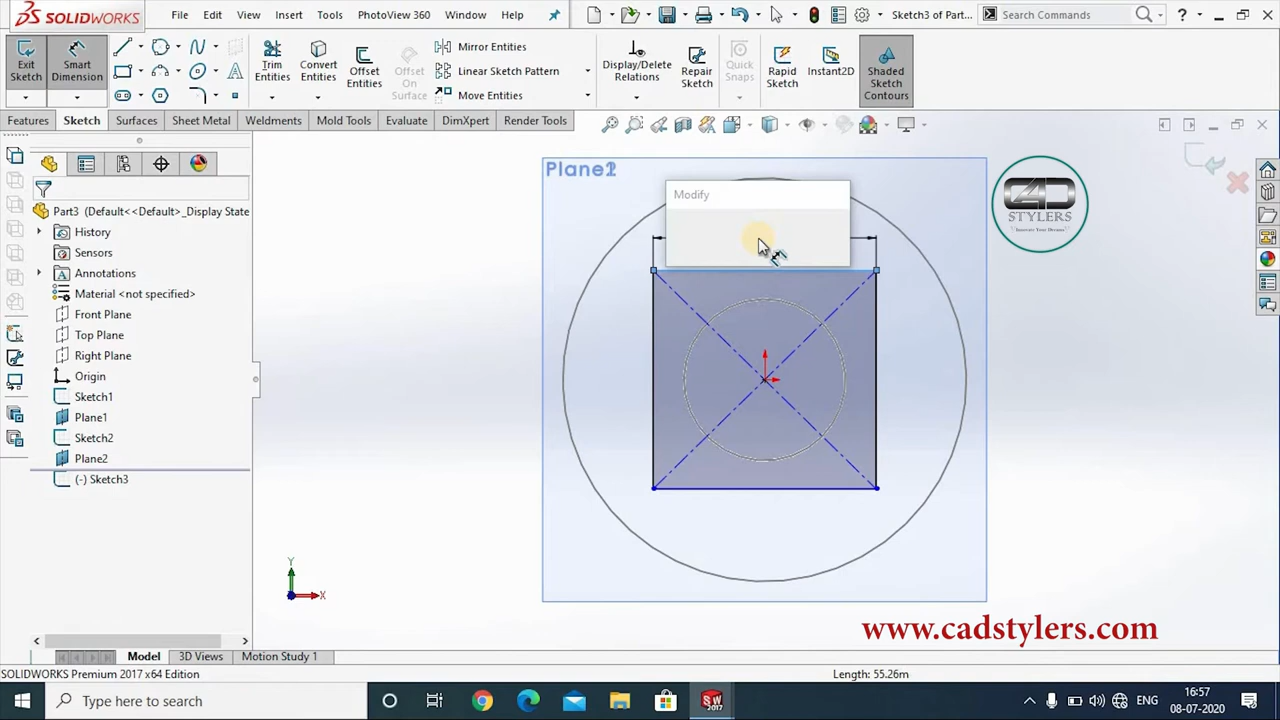 SOLIDWORKS
File Edit View Insert Tools PhotoView 360 Window Help
Sketch3 of Part...
Search Commands
Exit Sketch
Smart Dimension
Trim Entities
Convert Entities
Offset Entities
Offset On Surface
Mirror Entities
Linear Sketch Pattern
Move Entities
Display/Delete Relations
Repair Sketch
Quick Snaps
Rapid Sketch
Instant2D
Shaded Sketch Contours
Features Sketch Surfaces Sheet Metal Weldments Mold Tools Evaluate DimXpert Render Tools
Part3 (Default<<Default>_Display State
History
Sensors
Annotations
Material <not specified>
Front Plane
Top Plane
Right Plane
Origin
Sketch1
Plane1
Sketch2
Plane2
(-) Sketch3
Modify
CAD
STYLERS
Innovate Your Dreams
Y
X
www.cadstylers.com
Model 3D Views Motion Study 1
SOLIDWORKS Premium 2017 x64 Edition
Length: 55.26m
Type here to search
ENG
16:57
08-07-2020